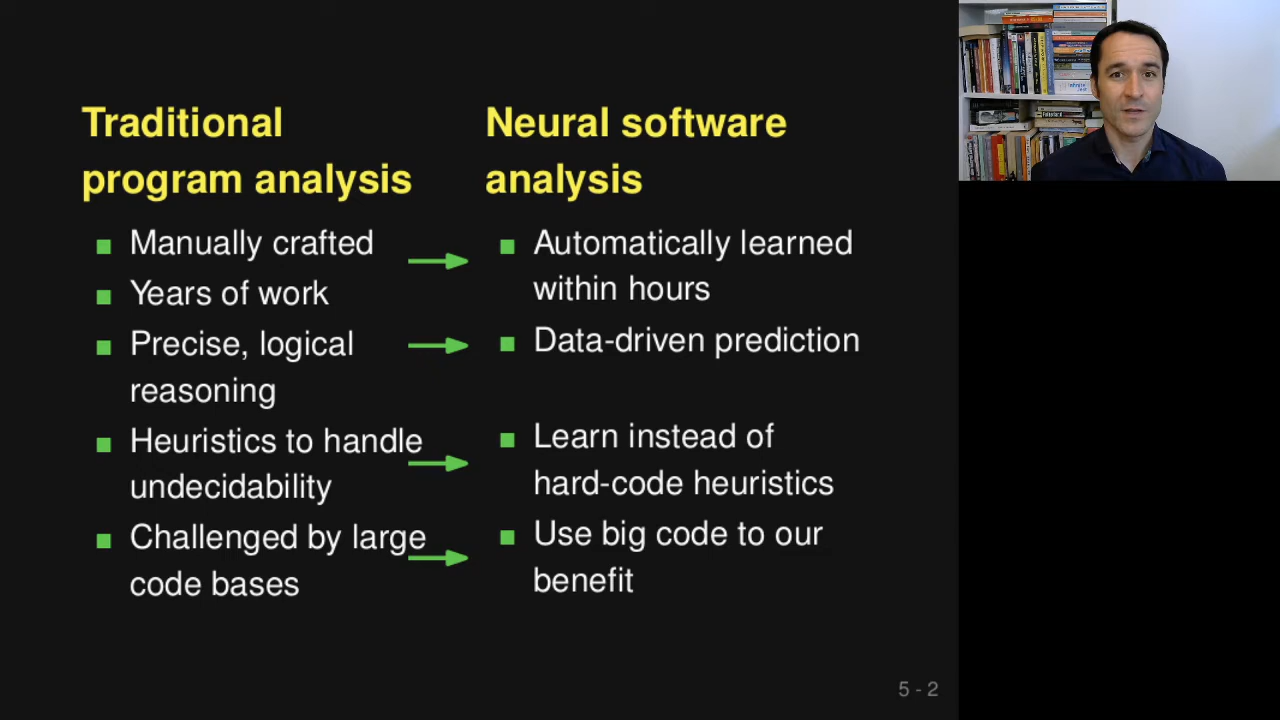 Traditional
program analysis
Manually crafted
Years of work
Precise, logical
reasoning
Heuristics to handle
undecidability
Challenged by large
code bases
Neural software
analysis
Automatically learned
within hours
Data-driven prediction
Learn instead of
hard-code heuristics
Use big code to our
benefit
5 - 2